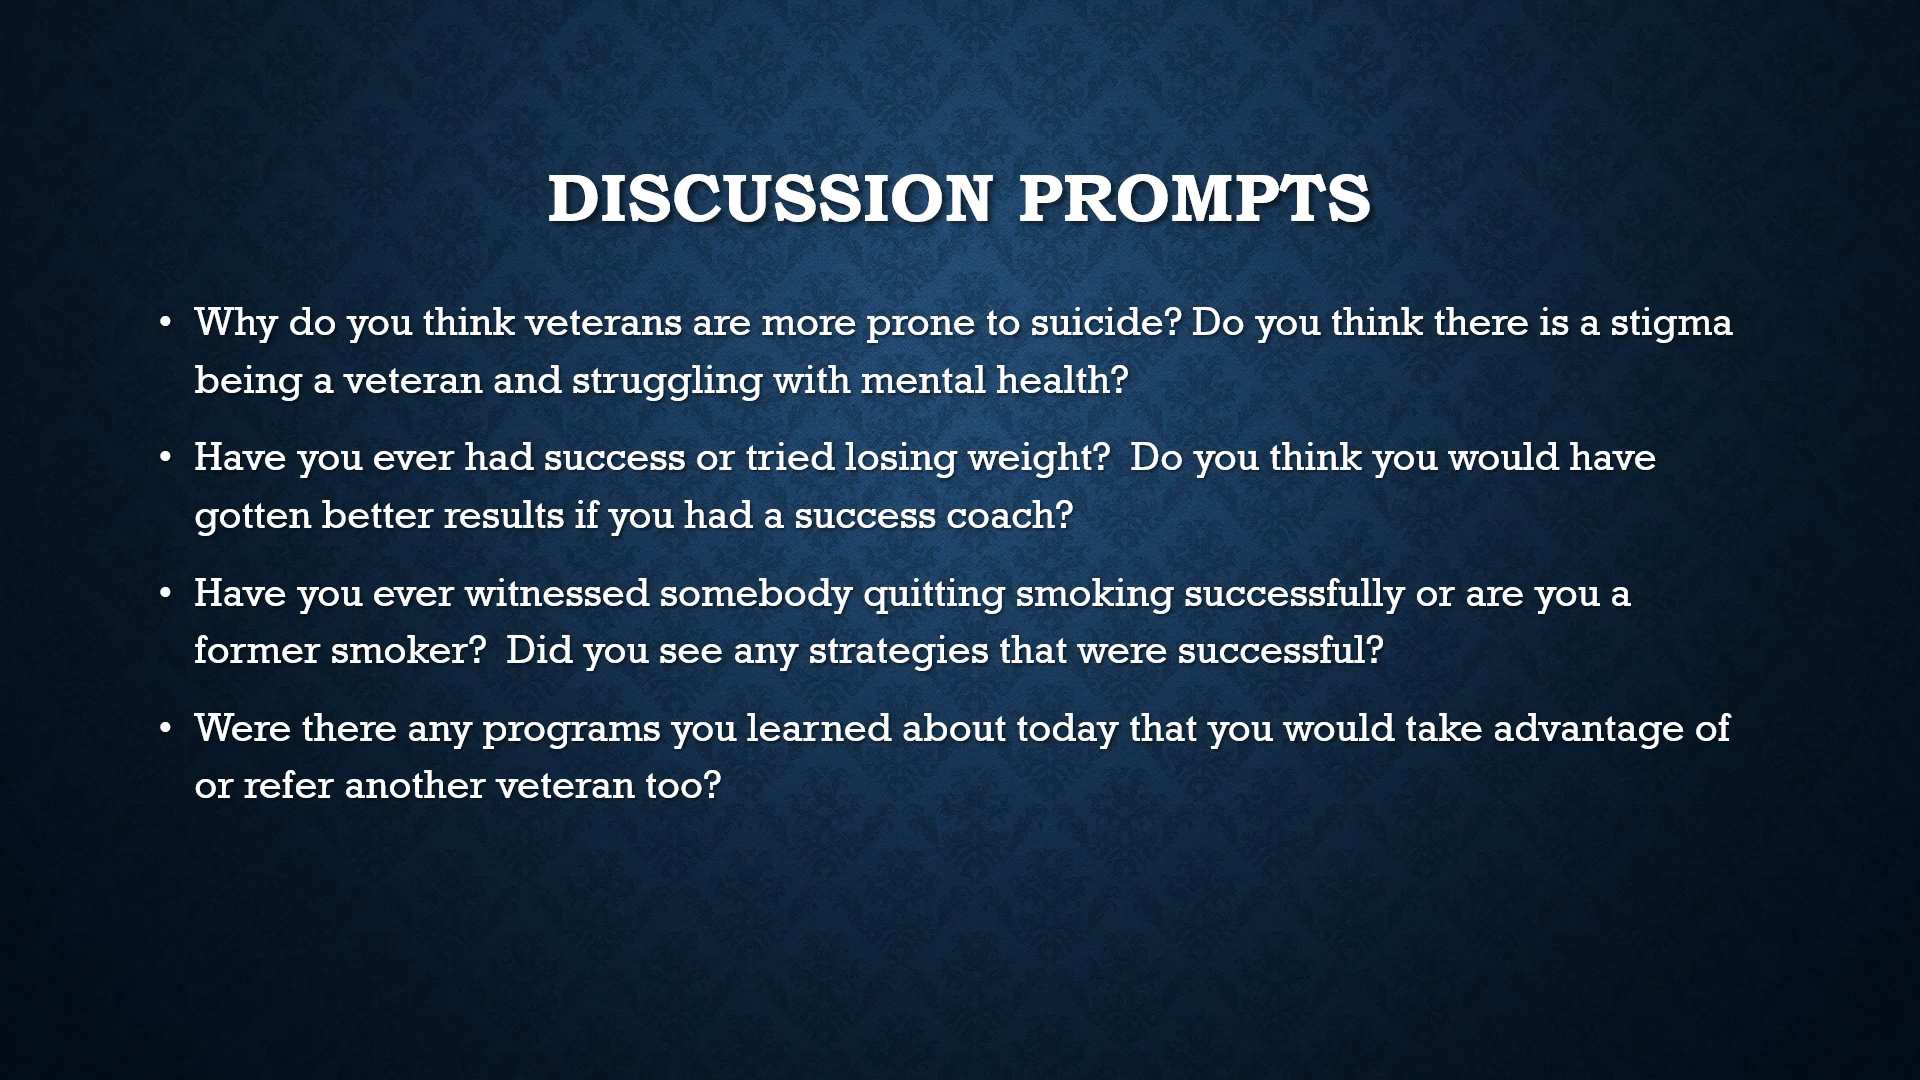 DISCUSSION PROMPTS
• Why do you think veterans are more prone to suicide? Do you think there is a stigma
being a veteran and struggling with mental health?
• Have you ever had success or tried losing weight?  Do you think you would have
gotten better results if you had a success coach?
• Have you ever witnessed somebody quitting smoking successfully or are you a
former smoker?  Did you see any strategies that were successful?
• Were there any programs you learned about today that you would take advantage of
or refer another veteran too?